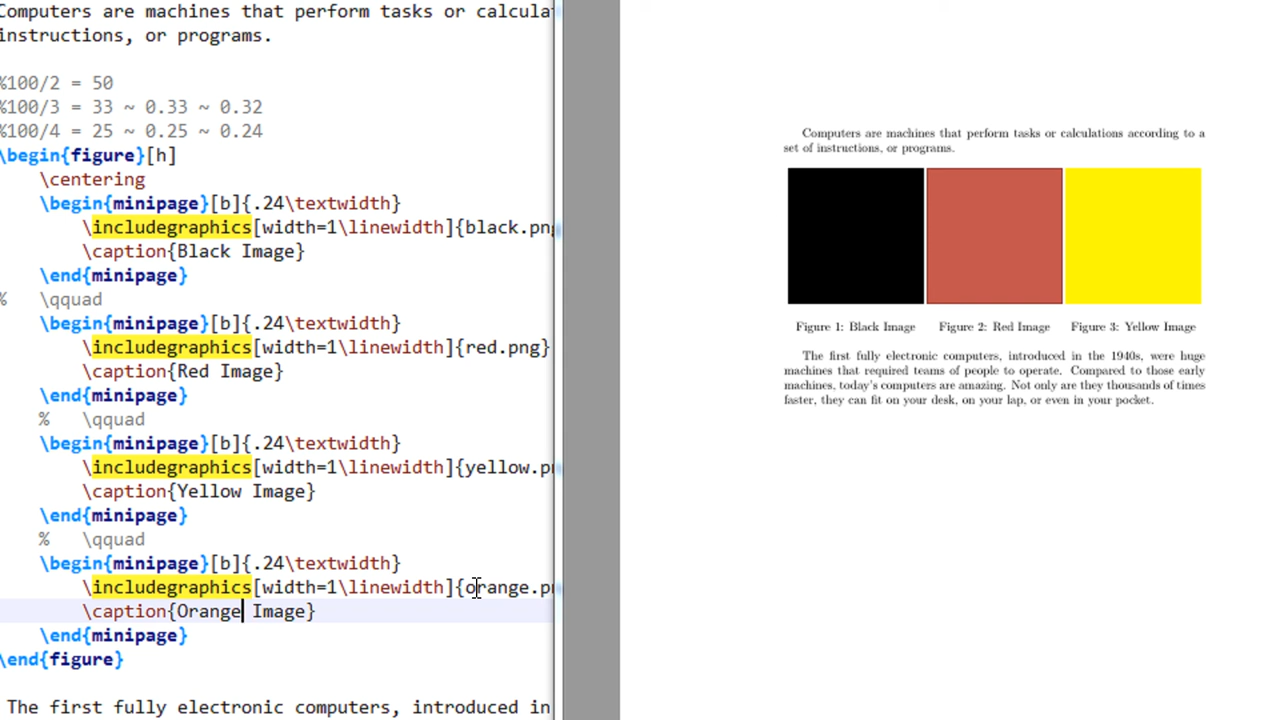 Computers are machines that perform tasks or calcula
instructions, or programs.
%100/2 = 50
%100/3 = 33 ~ 0.33 ~ 0.32
%100/4 = 25 ~ 0.25 ~ 0.24
\begin{figure}[h]
\centering
\begin{minipage}[b]{.24\textwidth}
\includegraphics[width=1\linewidth]{black.png
\caption{Black Image}
\end{minipage}
% \qquad
\begin{minipage}[b]{.24\textwidth}
\includegraphics[width=1\linewidth]{red.png}
\caption{Red Image}
\end{minipage}
% \qquad
\begin{minipage}[b]{.24\textwidth}
\includegraphics[width=1\linewidth]{yellow.pn
\caption{Yellow Image}
\end{minipage}
% \qquad
\begin{minipage}[b]{.24\textwidth}
\includegraphics[width=1\linewidth]{orange.pn
\caption{Orange Image}
\end{minipage}
\end{figure}
The first fully electronic computers, introduced in
Computers are machines that perform tasks or calculations according to a
set of instructions, or programs.
Figure 1: Black Image Figure 2: Red Image Figure 3: Yellow Image
The first fully electronic computers, introduced in the 1940s, were huge
machines that required teams of people to operate. Compared to those early
machines, today's computers are amazing. Not only are they thousands of times
faster, they can fit on your desk, on your lap, or even in your pocket.